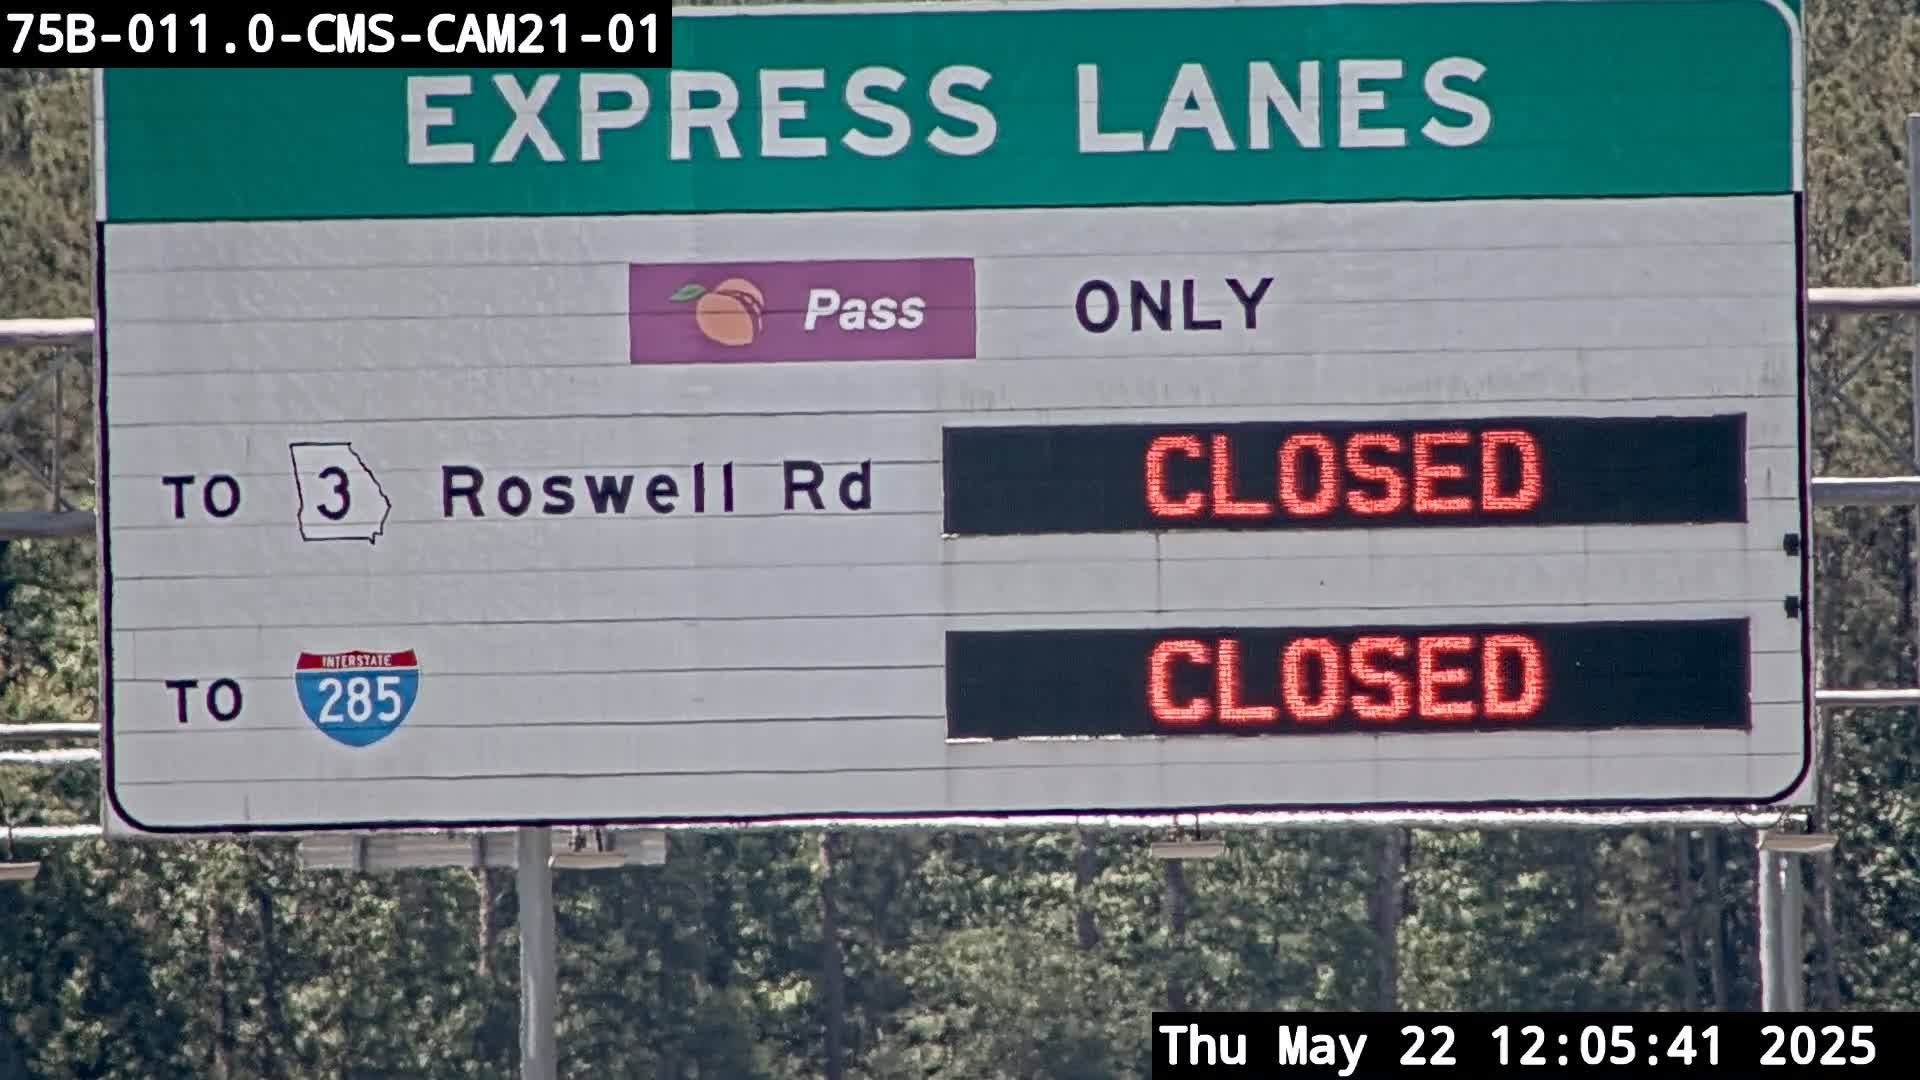 75B-011.0-CMS-CAM21-01
EXPRESS LANES
Pass ONLY
TO 3 Roswell Rd CLOSED
INTERSTATE
TO 285 CLOSED
Thu May 22 12:05:41 2025